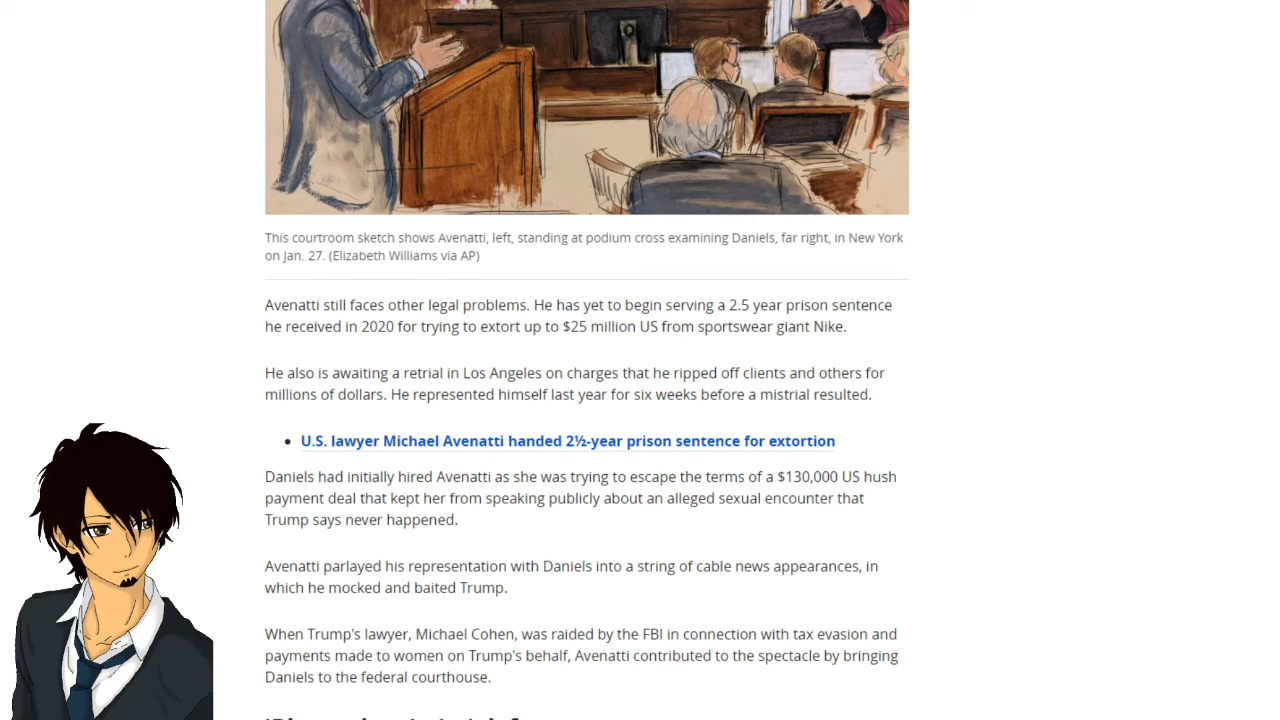 This courtroom sketch shows Avenatti, left, standing at podium cross examining Daniels, far right, in New York
on Jan. 27. (Elizabeth Williams via AP)
Avenatti still faces other legal problems. He has yet to begin serving a 2.5 year prison sentence
he received in 2020 for trying to extort up to $25 million US from sportswear giant Nike.
He also is awaiting a retrial in Los Angeles on charges that he ripped off clients and others for
millions of dollars. He represented himself last year for six weeks before a mistrial resulted.
• U.S. lawyer Michael Avenatti handed 2½-year prison sentence for extortion
Daniels had initially hired Avenatti as she was trying to escape the terms of a $130,000 US hush
payment deal that kept her from speaking publicly about an alleged sexual encounter that
Trump says never happened.
Avenatti parlayed his representation with Daniels into a string of cable news appearances, in
which he mocked and baited Trump.
When Trump's lawyer, Michael Cohen, was raided by the FBI in connection with tax evasion and
payments made to women on Trump's behalf, Avenatti contributed to the spectacle by bringing
Daniels to the federal courthouse.